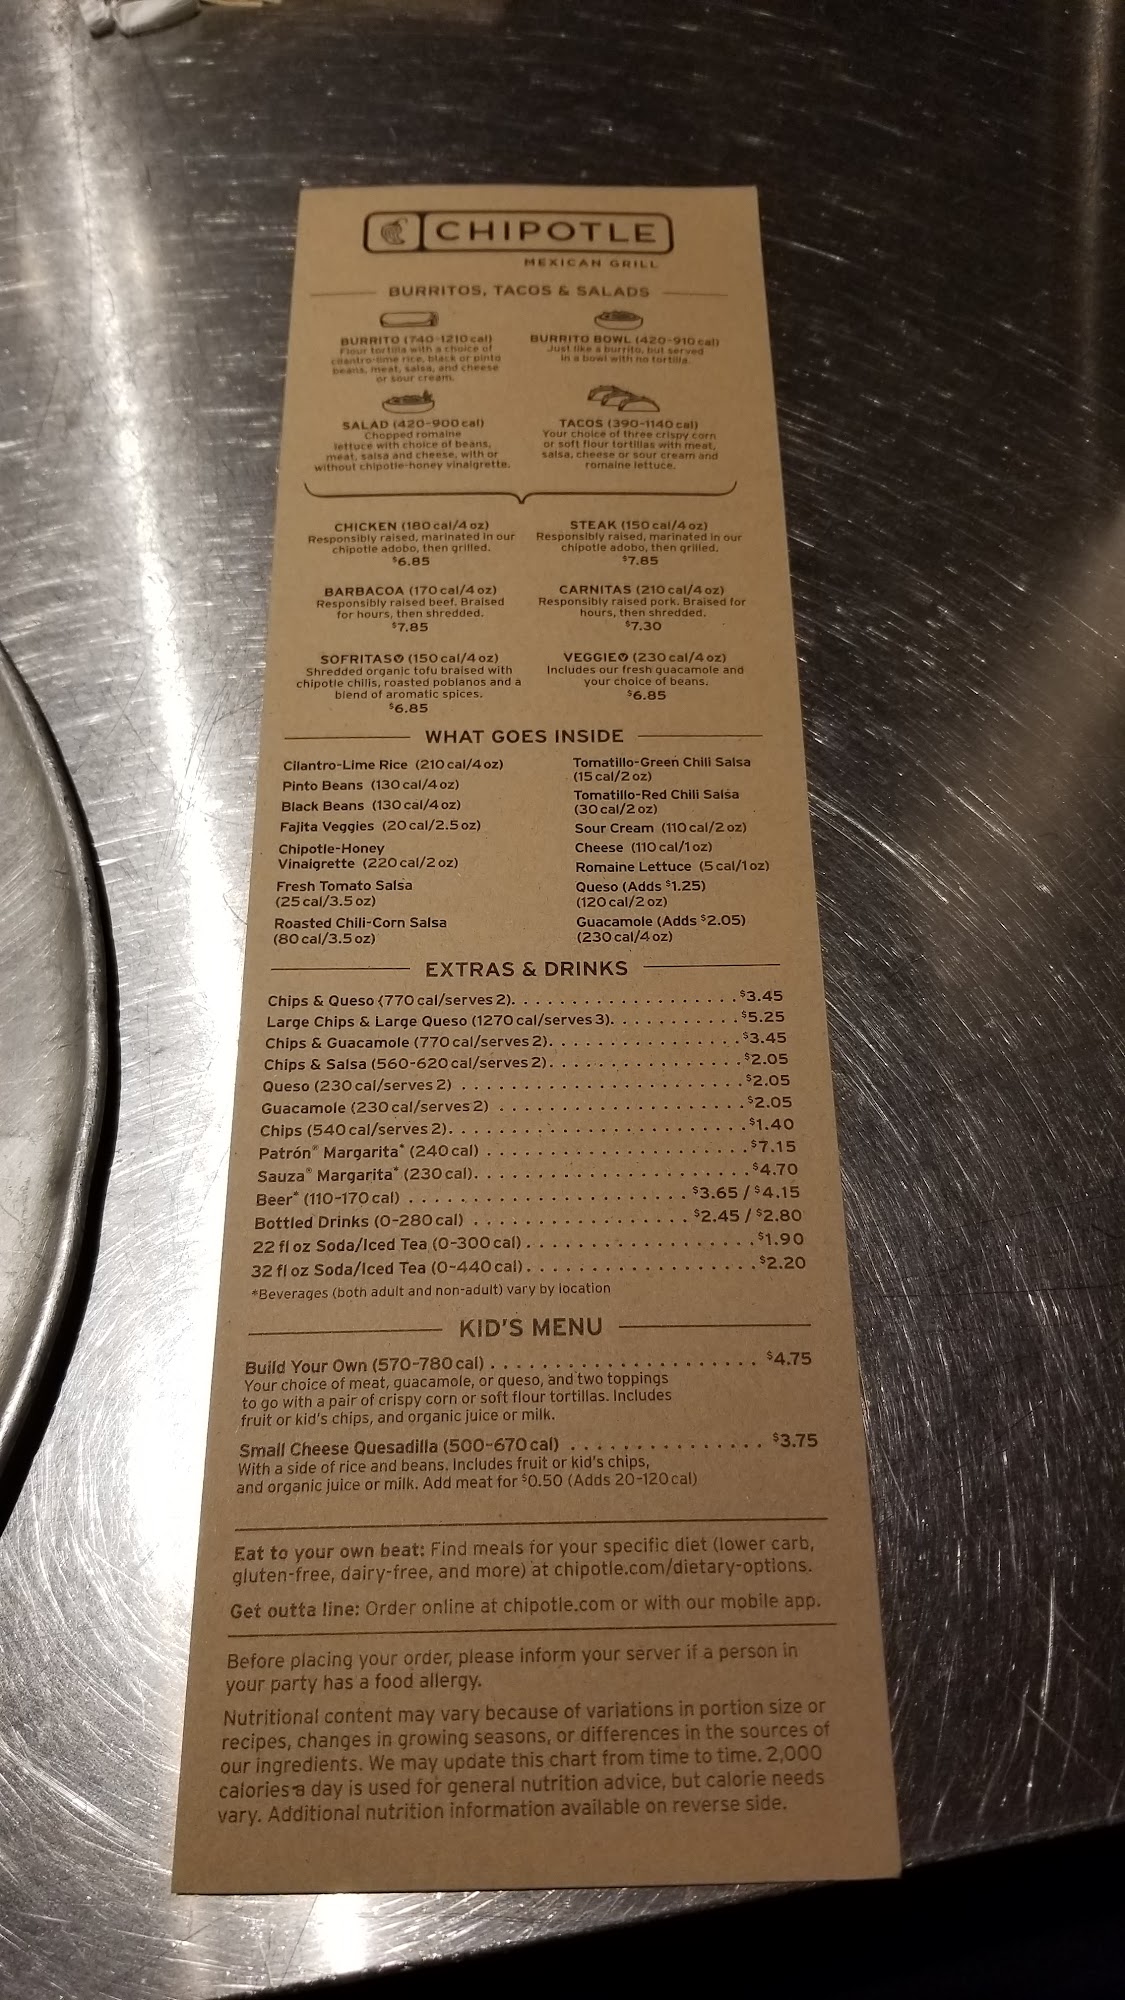 CHIPOTLE
MEXICAN GRILL
BURRITOS, TACOS & SALADS
BURRITO (740-1210 cal)
Flour tortilla with a choice of
cilantro-lime rice, black or pinto
beans, meat, salsa, and cheese
or sour cream.
BURRITO BOWL (420-910 cal)
Just like a burrito, but served
in a bowl with no tortilla.
SALAD (420-900 cal)
Chopped romaine
lettuce with choice of beans,
meat, salsa and cheese, with or
without chipotle-honey vinaigrette.
TACOS (390-1140 cal)
Your choice of three crispy corn
or soft flour tortillas with meat,
salsa, cheese or sour cream and
romaine lettuce.
CHICKEN (180 cal/4 oz)
Responsibly raised, marinated in our
chipotle adobo, then grilled.
$6.85
STEAK (150 cal/4 oz)
Responsibly raised, marinated in our
chipotle adobo, then grilled.
$7.85
BARBACOA (170 cal/4 oz)
Responsibly raised beef. Braised
for hours, then shredded.
$7.85
CARNITAS (210 cal/4 oz)
Responsibly raised pork. Braised for
hours, then shredded.
$7.30
SOFRITAS (150 cal/4 oz)
Shredded organic tofu braised with
chipotle chilis, roasted poblanos and a
blend of aromatic spices.
$6.85
VEGGIE (230 cal/4 oz)
Includes our fresh guacamole and
your choice of beans.
$6.85
WHAT GOES INSIDE
Cilantro-Lime Rice (210 cal/4 oz)
Pinto Beans (130 cal/4 oz)
Black Beans (130 cal/4 oz)
Fajita Veggies (20 cal/2.5 oz)
Chipotle-Honey
Vinaigrette (220 cal/2 oz)
Fresh Tomato Salsa
(25 cal/3.5 oz)
Roasted Chili-Corn Salsa
(80 cal/3.5 oz)
Tomatillo-Green Chili Salsa
(15 cal/2 oz)
Tomatillo-Red Chili Salsa
(30 cal/2 oz)
Sour Cream (110 cal/2 oz)
Cheese (110 cal/1 oz)
Romaine Lettuce (5 cal/1 oz)
Queso (Adds $1.25)
(120 cal/2 oz)
Guacamole (Adds $2.05)
(230 cal/4 oz)
EXTRAS & DRINKS
Chips & Queso (770 cal/serves 2). . . . . . . . . . . . . . . . . . . $3.45
Large Chips & Large Queso (1270 cal/serves 3). . . . . . . . . . . $5.25
Chips & Guacamole (770 cal/serves 2). . . . . . . . . . . . . . . . $3.45
Chips & Salsa (560-620 cal/serves 2). . . . . . . . . . . . . . . . $2.05
Queso (230 cal/serves 2) . . . . . . . . . . . . . . . . . . . . . . . $2.05
Guacamole (230 cal/serves 2) . . . . . . . . . . . . . . . . . . . . $2.05
Chips (540 cal/serves 2). . . . . . . . . . . . . . . . . . . . . . . . $1.40
Patrón® Margarita* (240 cal) . . . . . . . . . . . . . . . . . . . . . $7.15
Sauza® Margarita* (230 cal). . . . . . . . . . . . . . . . . . . . . . $4.70
Beer* (110-170 cal) . . . . . . . . . . . . . . . . . . . . . . $3.65 / $4.15
Bottled Drinks (0-280 cal) . . . . . . . . . . . . . . . . . $2.45 / $2.80
22 fl oz Soda/Iced Tea (0-300 cal) . . . . . . . . . . . . . . . . . $1.90
32 fl oz Soda/Iced Tea (0-440 cal) . . . . . . . . . . . . . . . . . $2.20
*Beverages (both adult and non-adult) vary by location
KID'S MENU
Build Your Own (570-780 cal) . . . . . . . . . . . . . . . . . . . . . $4.75
Your choice of meat, guacamole, or queso, and two toppings
to go with a pair of crispy corn or soft flour tortillas. Includes
fruit or kid's chips, and organic juice or milk.
Small Cheese Quesadilla (500-670 cal) . . . . . . . . . . . . . . . $3.75
With a side of rice and beans. Includes fruit or kid's chips,
and organic juice or milk. Add meat for $0.50 (Adds 20-120 cal)
Eat to your own beat: Find meals for your specific diet (lower carb,
gluten-free, dairy-free, and more) at chipotle.com/dietary-options.
Get outta line: Order online at chipotle.com or with our mobile app.
Before placing your order, please inform your server if a person in
your party has a food allergy.
Nutritional content may vary because of variations in portion size or
recipes, changes in growing seasons, or differences in the sources of
our ingredients. We may update this chart from time to time. 2,000
calories a day is used for general nutrition advice, but calorie needs
vary. Additional nutrition information available on reverse side.